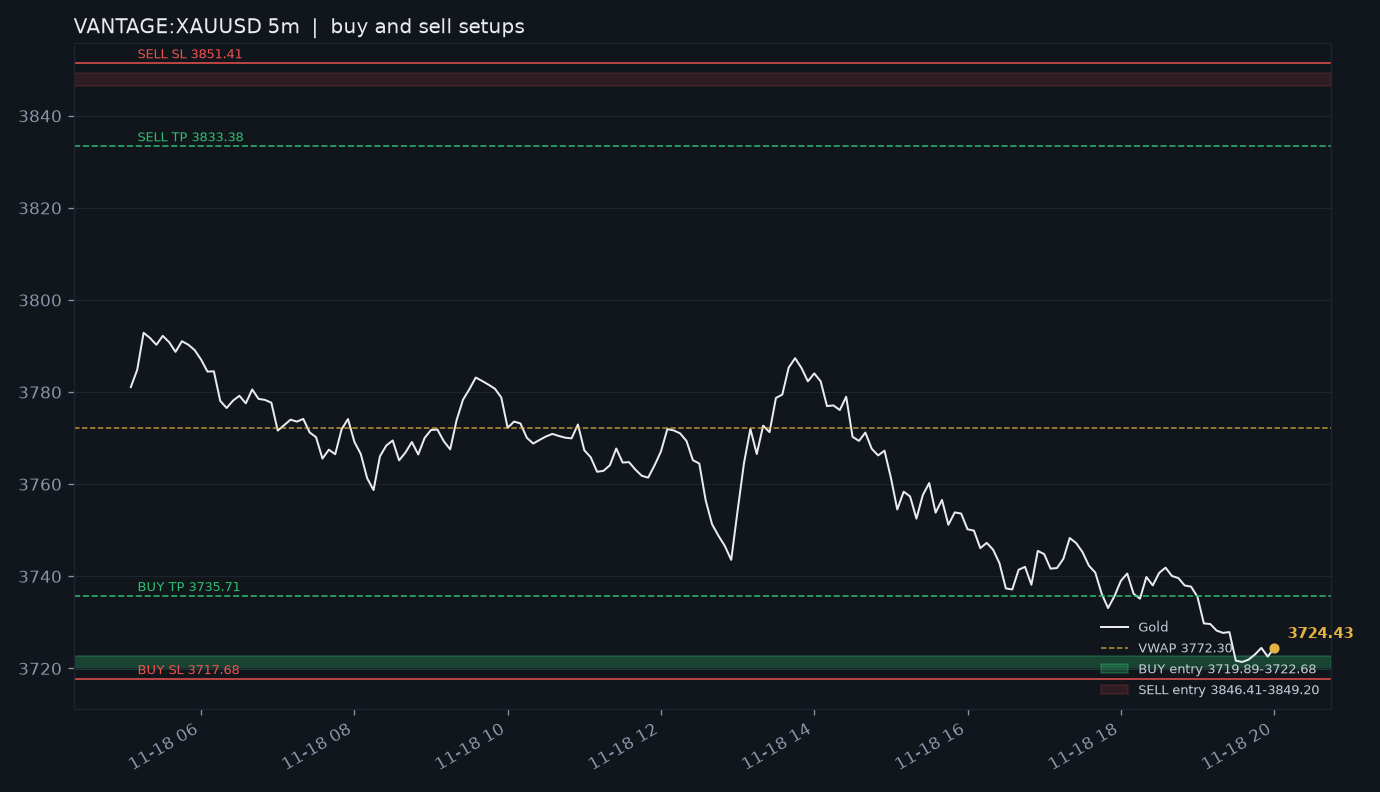 VANTAGE:XAUUSD 5m | buy and sell setups
SELL SL 3851.41
3840
SELL TP 3833.38
3820
3800
3780
3760
3740
BUY TP 3735.71
Gold
3724.43
VWAP 3772.30
3720
BUY SL 3717.68
BUY entry 3719.89-3722.68
SELL entry 3846.41-3849.20
11-18 06
11-18 08
11-18 10
11-18 12
11-18 14
11-18 16
11-18 18
11-18 20